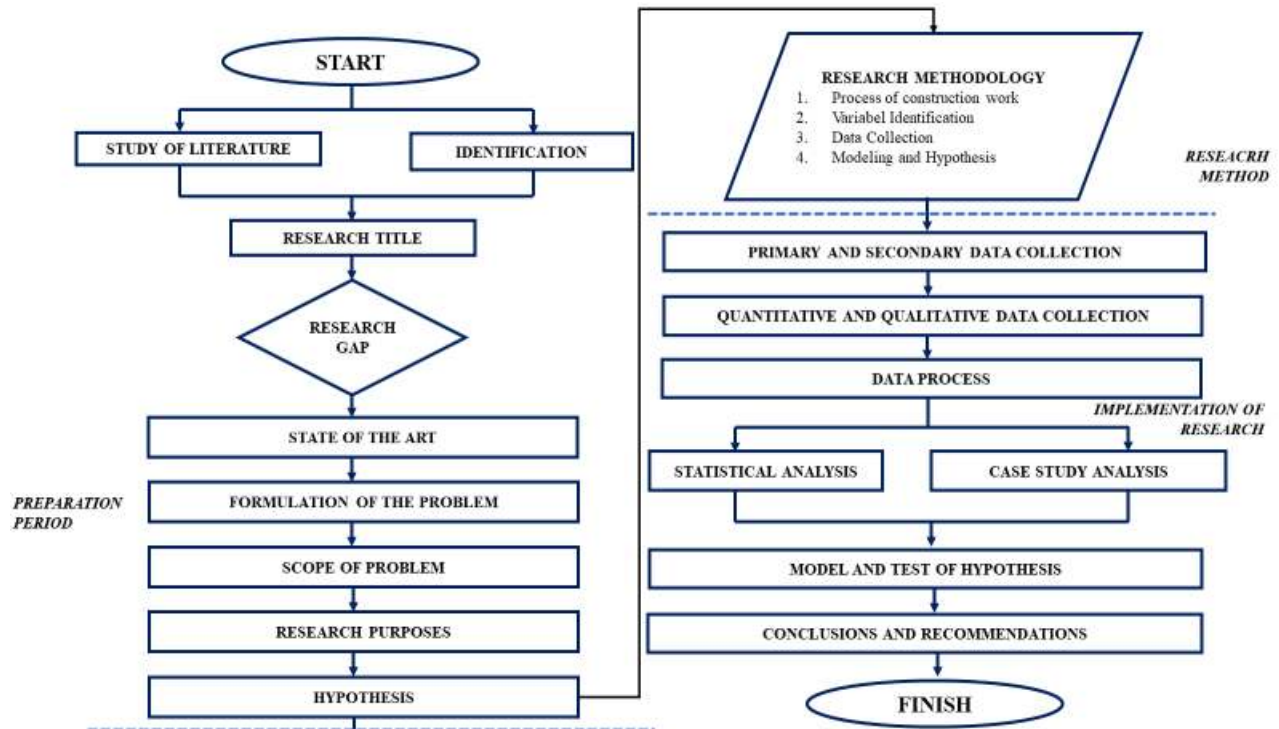 START
STUDY OF LITERATURE
IDENTIFICATION
RESEARCH TITLE
RESEARCH
GAP
STATE OF THE ART
FORMULATION OF THE PROBLEM
PREPARATION
PERIOD
SCOPE OF PROBLEM
RESEARCH PURPOSES
HYPOTHESIS
RESEARCH METHODOLOGY
1. Process of construction work
2. Variabel Identification
3. Data Collection
4. Modeling and Hypothesis
RESEACRH
METHOD
PRIMARY AND SECONDARY DATA COLLECTION
QUANTITATIVE AND QUALITATIVE DATA COLLECTION
DATA PROCESS
IMPLEMENTATION OF
RESEARCH
STATISTICAL ANALYSIS
CASE STUDY ANALYSIS
MODEL AND TEST OF HYPOTHESIS
CONCLUSIONS AND RECOMMENDATIONS
FINISH